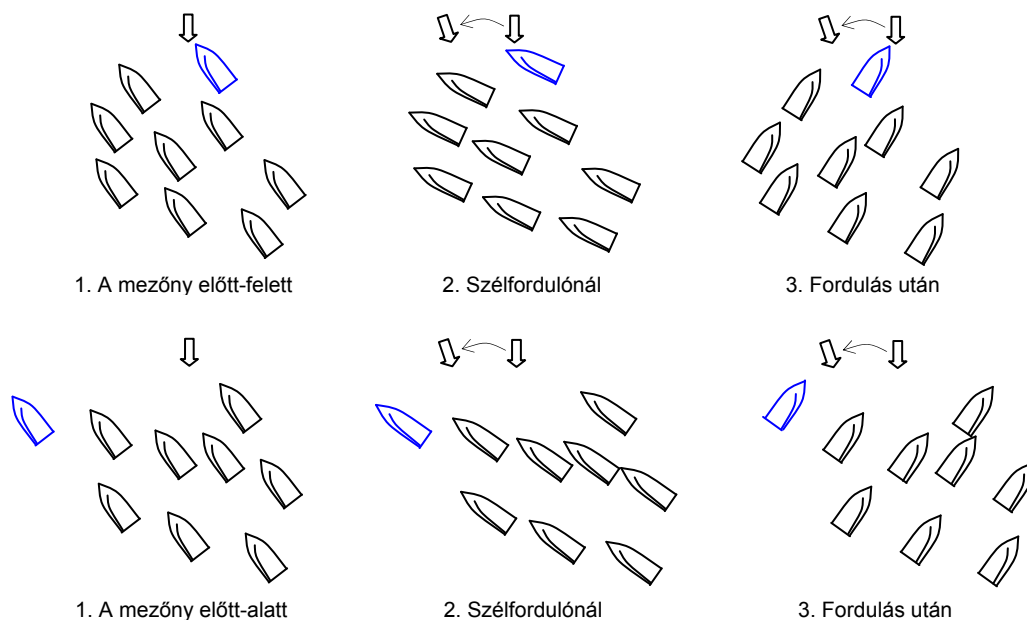 1. A mezőny előtt-felett
2. Szélfordulónál
3. Fordulás után
1. A mezőny előtt-alatt
2. Szélfordulónál
3. Fordulás után